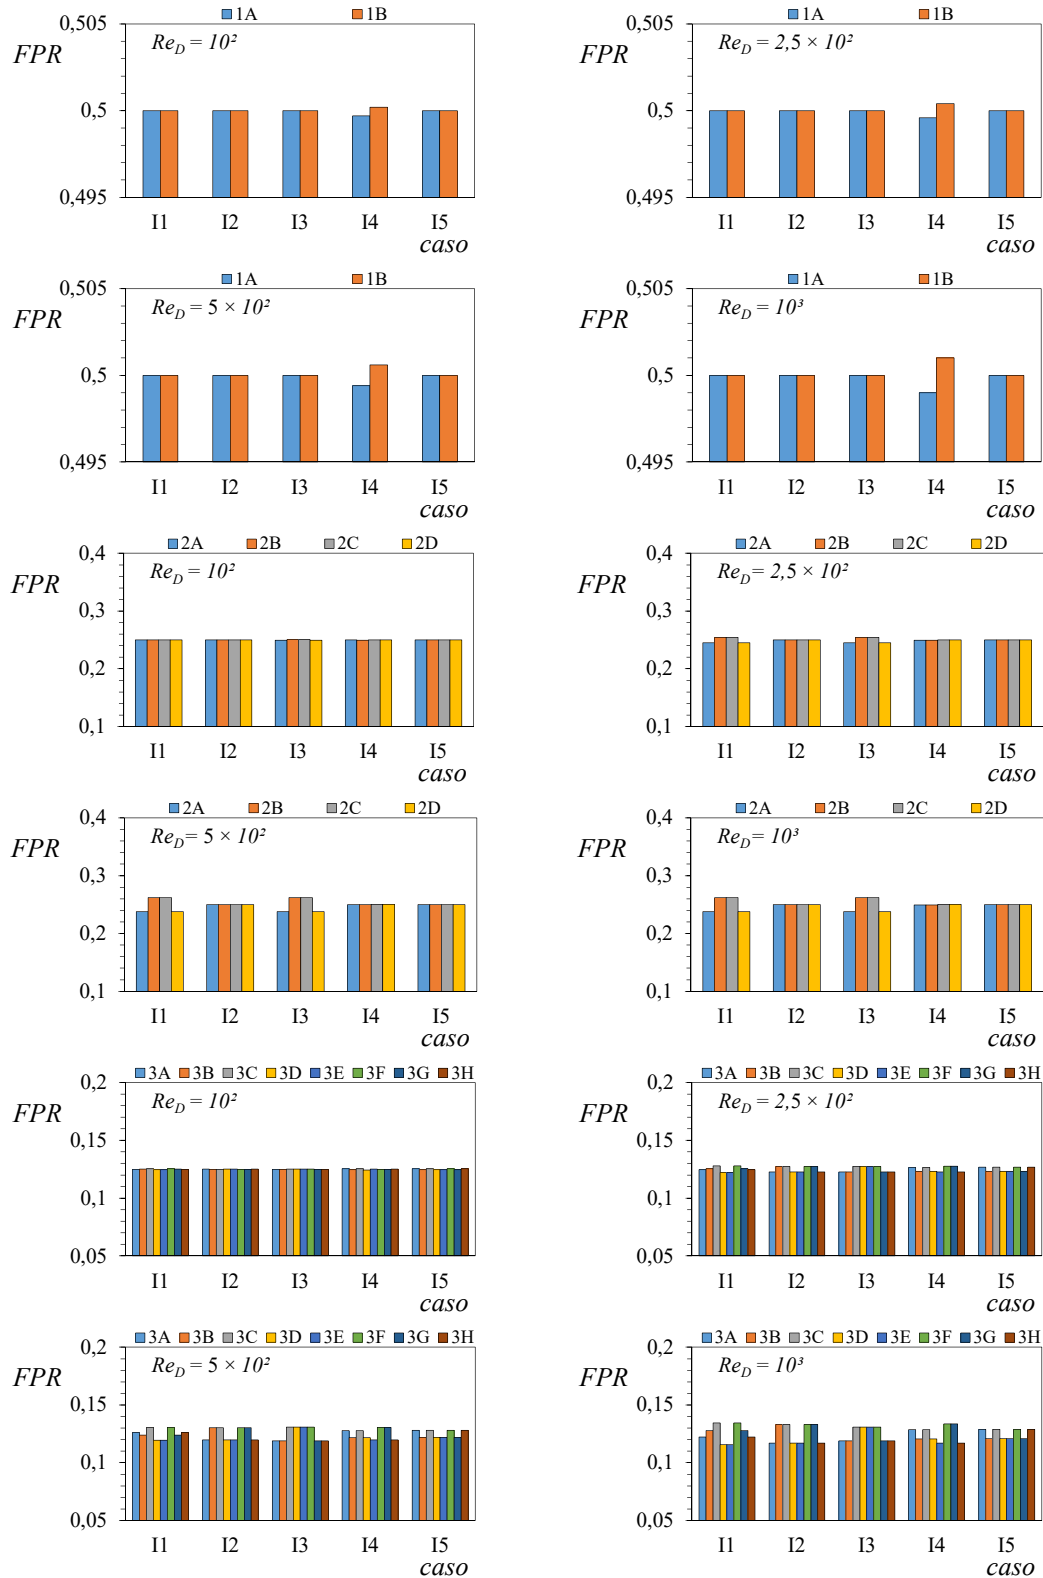 1A 1B
0,505
FPR
Re_D = 10²
0,5
0,495
I1 I2 I3 I4 I5
caso
1A 1B
0,505
FPR
Re_D = 2,5 × 10²
0,5
0,495
I1 I2 I3 I4 I5
caso
1A 1B
0,505
FPR
Re_D = 5 × 10²
0,5
0,495
I1 I2 I3 I4 I5
caso
1A 1B
0,505
FPR
Re_D = 10³
0,5
0,495
I1 I2 I3 I4 I5
caso
2A 2B 2C 2D
0,4
FPR
Re_D = 10²
0,3
0,2
0,1
I1 I2 I3 I4 I5
caso
2A 2B 2C 2D
0,4
FPR
Re_D = 2,5 × 10²
0,3
0,2
0,1
I1 I2 I3 I4 I5
caso
2A 2B 2C 2D
0,4
FPR
Re_D = 5 × 10²
0,3
0,2
0,1
I1 I2 I3 I4 I5
caso
2A 2B 2C 2D
0,4
FPR
Re_D = 10³
0,3
0,2
0,1
I1 I2 I3 I4 I5
caso
3A 3B 3C 3D 3E 3F 3G 3H
0,2
FPR
Re_D = 10²
0,15
0,1
0,05
I1 I2 I3 I4 I5
caso
3A 3B 3C 3D 3E 3F 3G 3H
0,2
FPR
Re_D = 2,5 × 10²
0,15
0,1
0,05
I1 I2 I3 I4 I5
caso
3A 3B 3C 3D 3E 3F 3G 3H
0,2
FPR
Re_D = 5 × 10²
0,15
0,1
0,05
I1 I2 I3 I4 I5
caso
3A 3B 3C 3D 3E 3F 3G 3H
0,2
FPR
Re_D = 10³
0,15
0,1
0,05
I1 I2 I3 I4 I5
caso